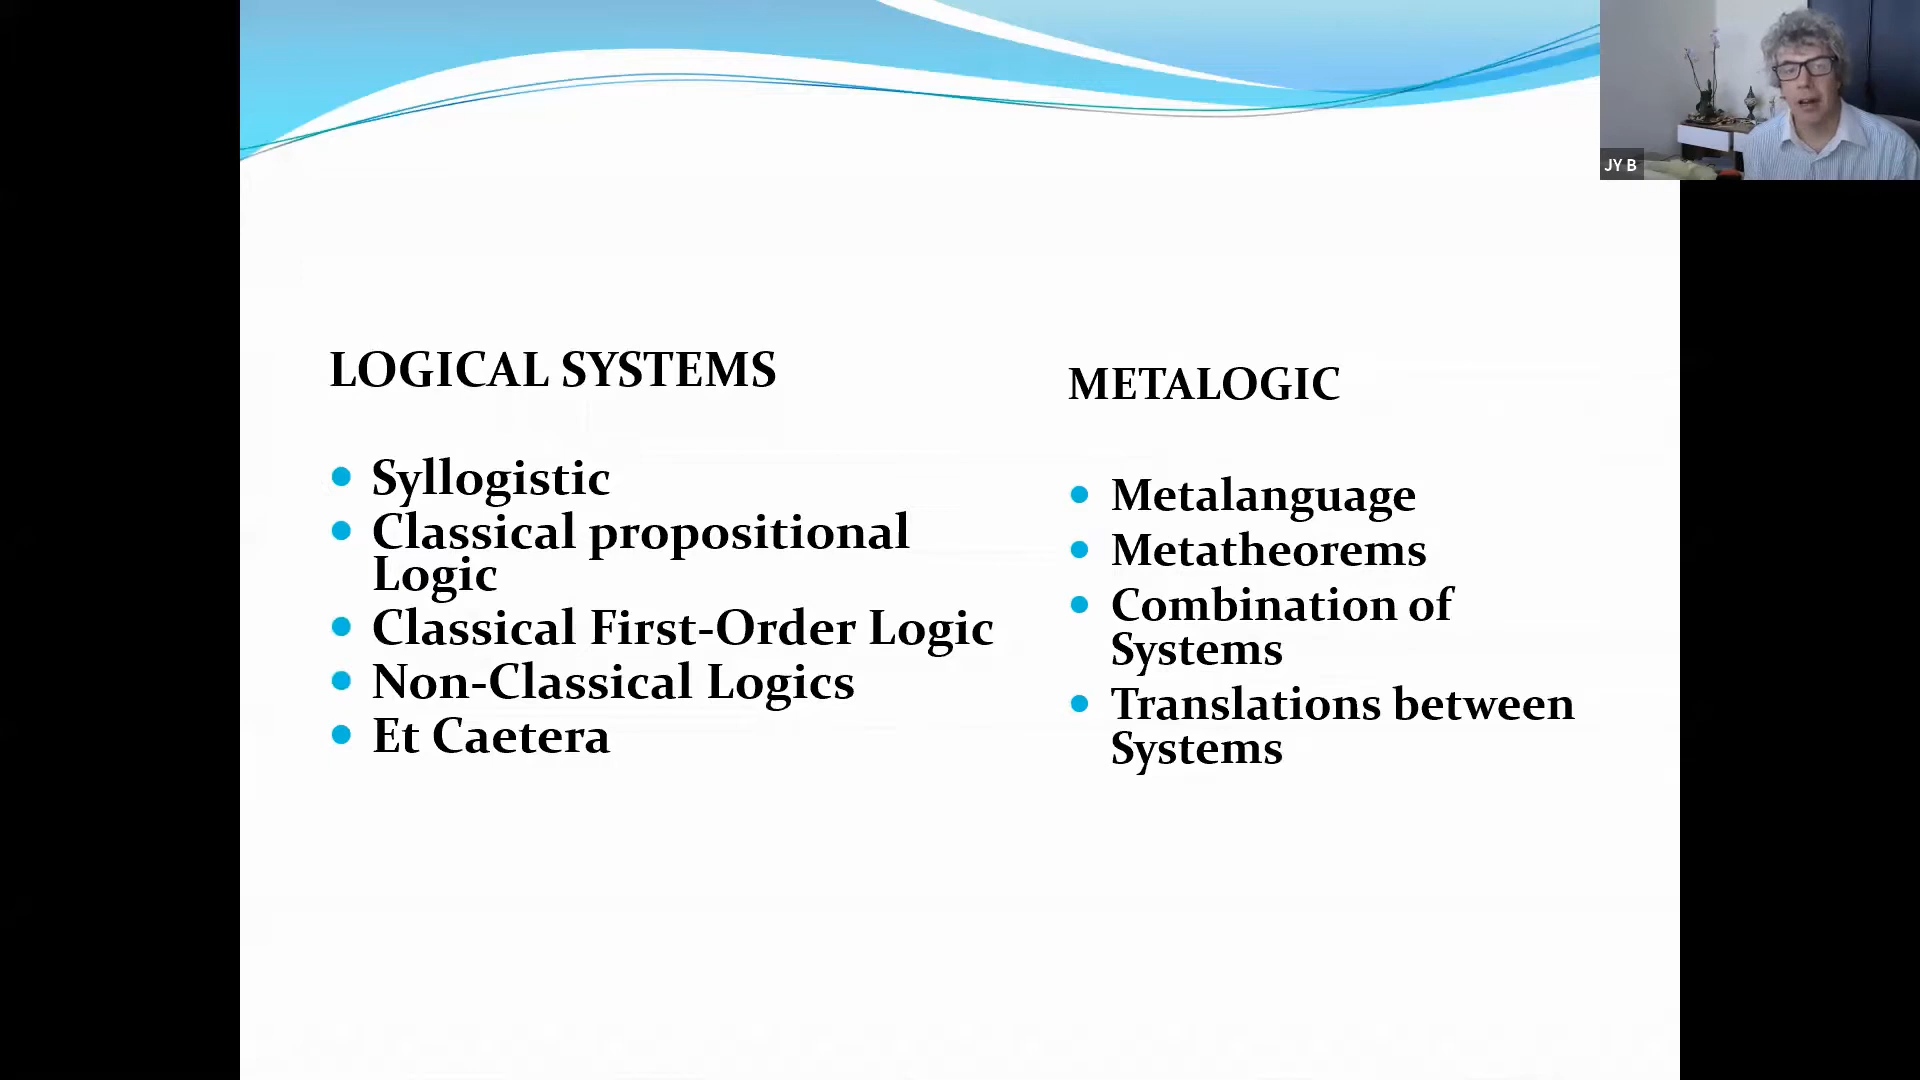 JY B
LOGICAL SYSTEMS
Syllogistic
Classical propositional
Logic
Classical First-Order Logic
Non-Classical Logics
Et Caetera
METALOGIC
Metalanguage
Metatheorems
Combination of
Systems
Translations between
Systems